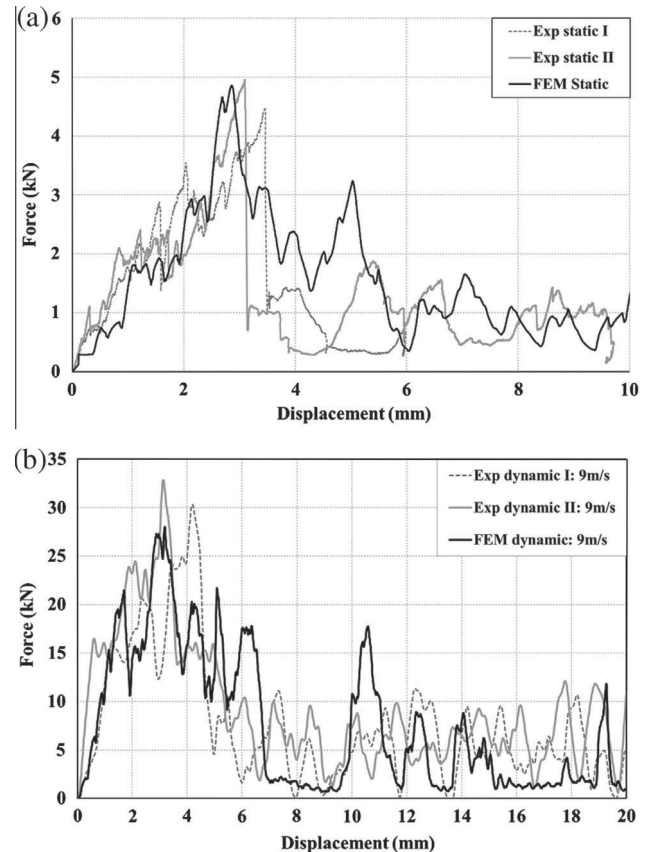 (a)
6
5
4
3
2
1
0
Force (kN)
Exp static I
Exp static II
FEM Static
0 2 4 6 8 10
Displacement (mm)
(b)
35
30
25
20
15
10
5
0
Force (kN)
Exp dynamic I: 9m/s
Exp dynamic II: 9m/s
FEM dynamic: 9m/s
0 2 4 6 8 10 12 14 16 18 20
Displacement (mm)